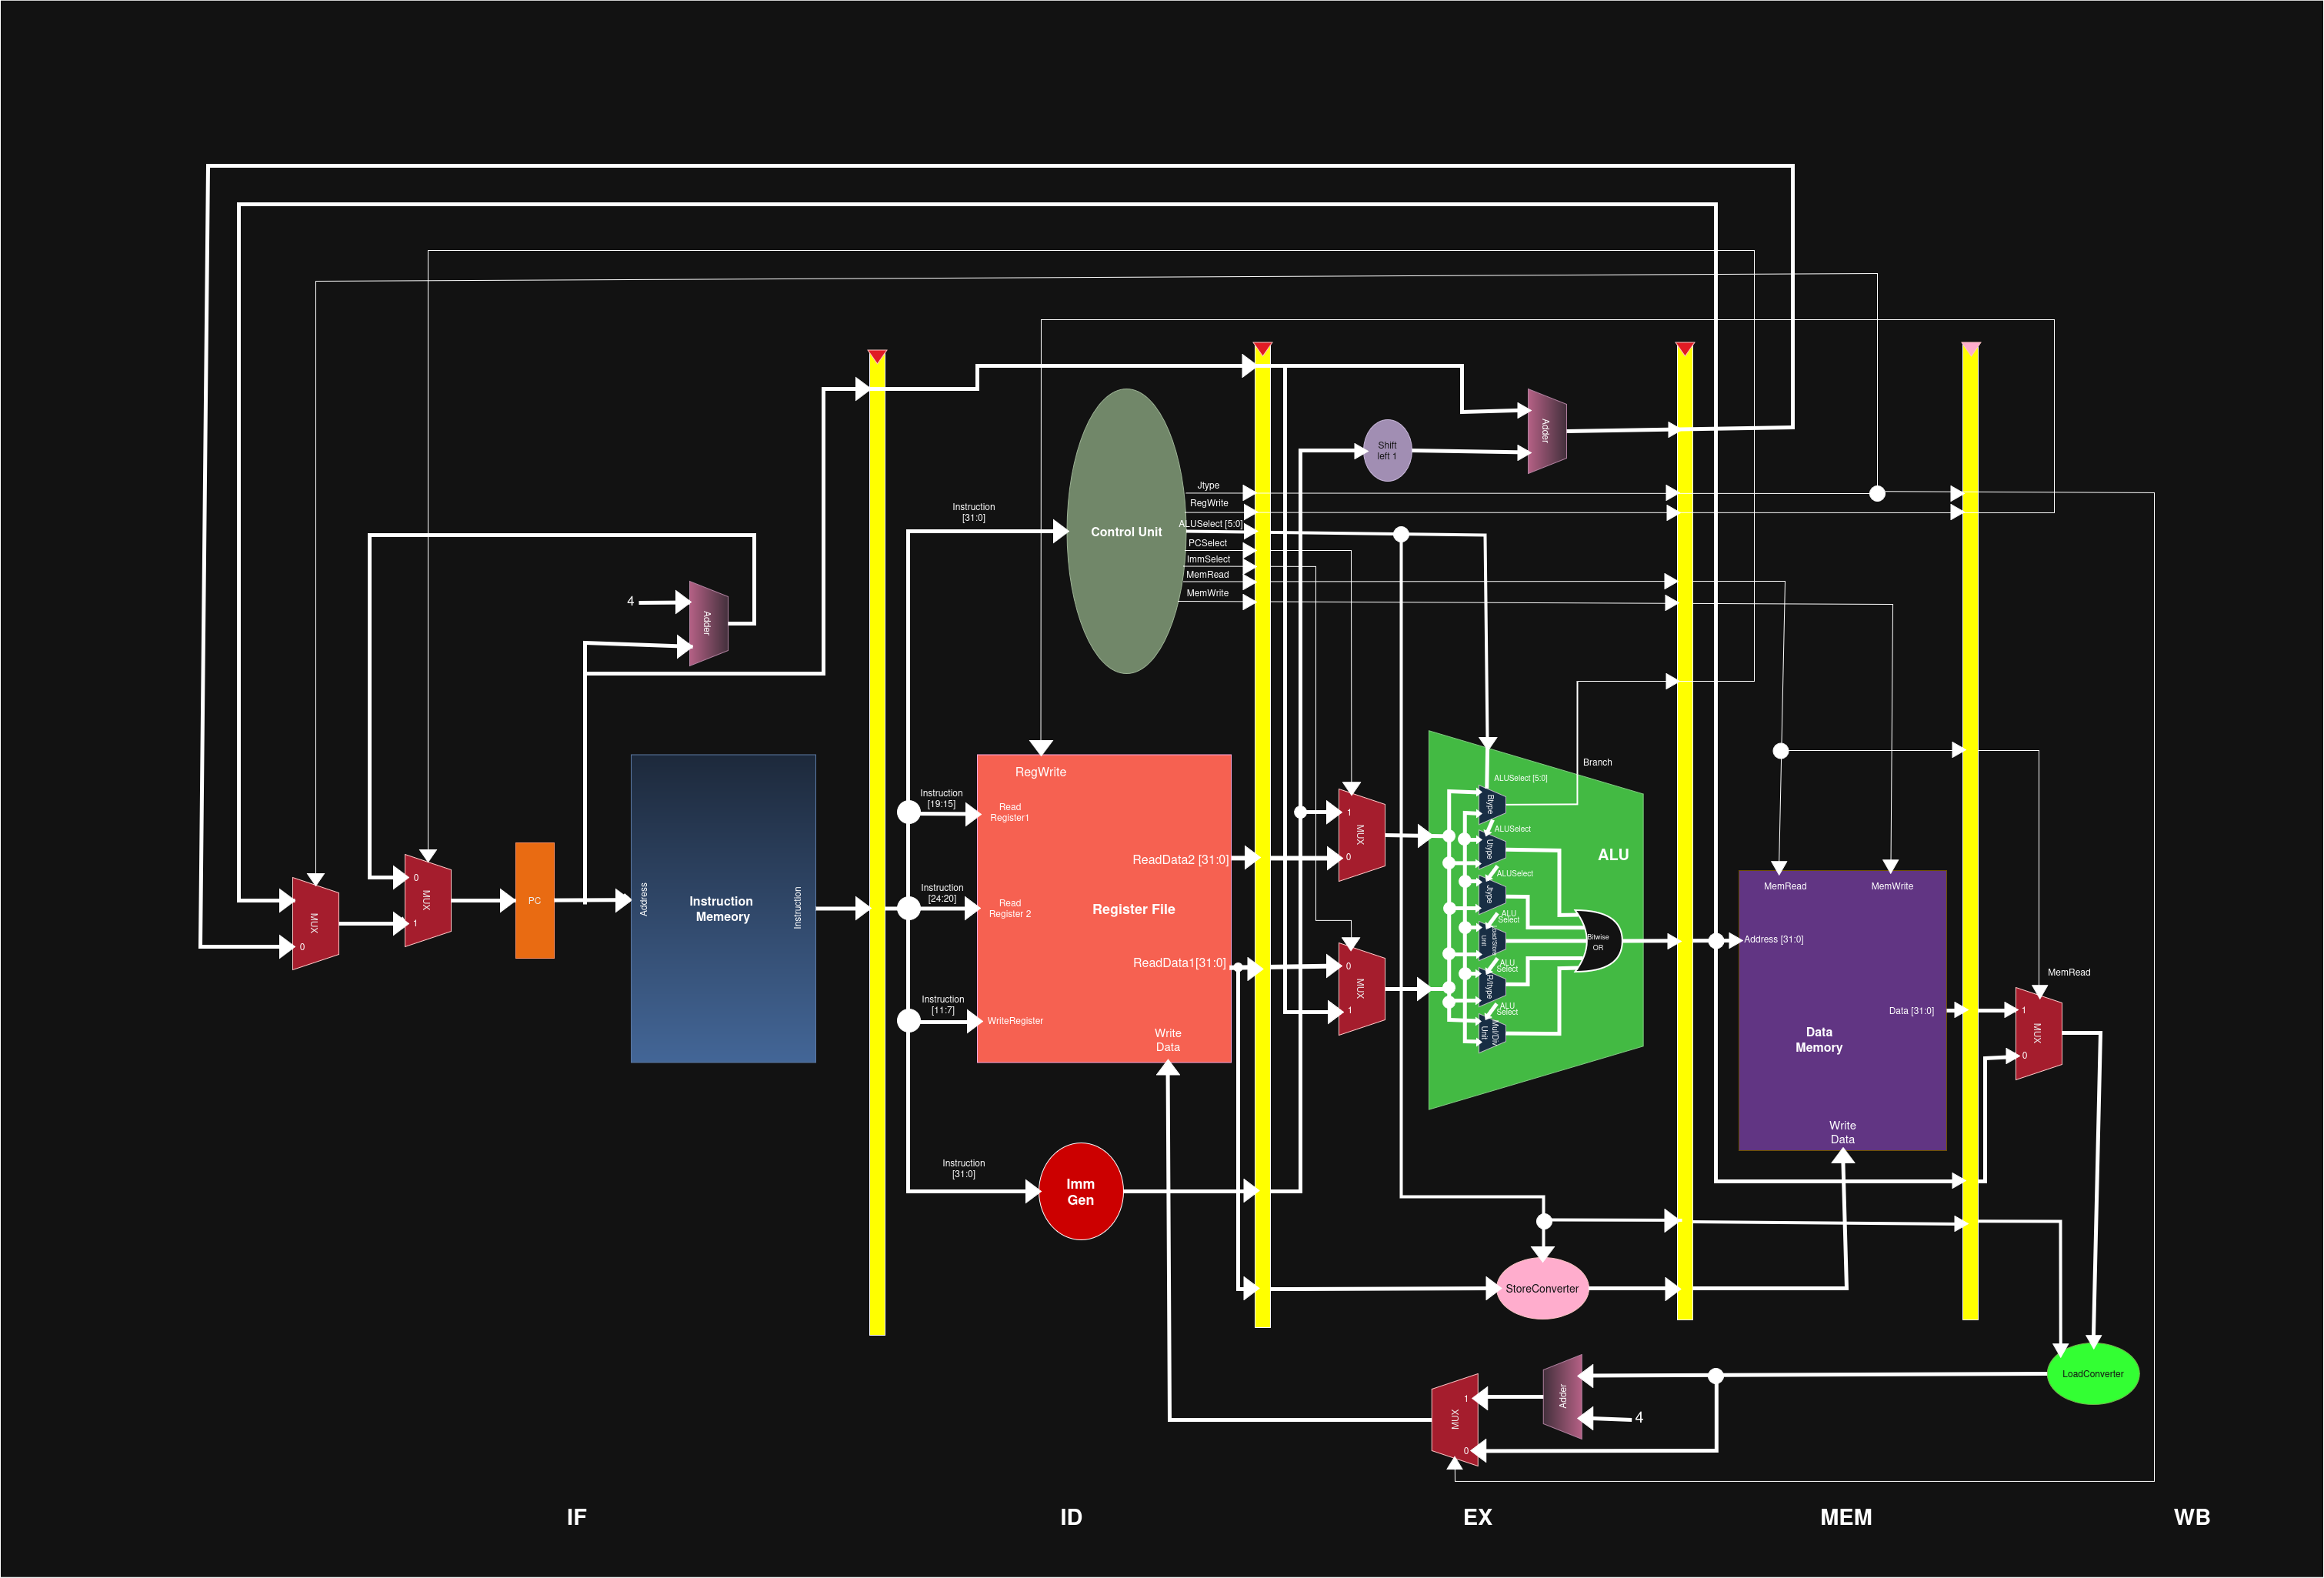 Jtype
RegWrite
ALUSelect [5:0]
PCSelect
ImmSelect
MemRead
MemWrite
Control Unit
Instruction
[31:0]
Shift
left 1
Adder
4
Adder
Instruction
[19:15]
Instruction
[24:20]
Instruction
[11:7]
Instruction
[31:0]
RegWrite
Read
Register1
ReadData2 [31:0]
Read
Register 2
Register File
ReadData1[31:0]
WriteRegister
Write
Data
Imm
Gen
Address
Instruction
Memeory
Instruction
PC
MUX
0
1
MUX
0
1
MUX
0
MUX
0
1
MUX
Branch
ALUSelect [5:0]
Btype
ALUSelect
Utype
ALU
ALUSelect
Jtype
ALU
Select
Unit
Bitwise
OR
ALU
Select
R/Itype
ALU
Select
Mul/Div
Unit
MemRead
MemWrite
Address [31:0]
Data [31:0]
Data
Memory
Write
Data
MemRead
1
MUX
0
StoreConverter
LoadConverter
Adder
4
1
MUX
0
IF
ID
EX
MEM
WB